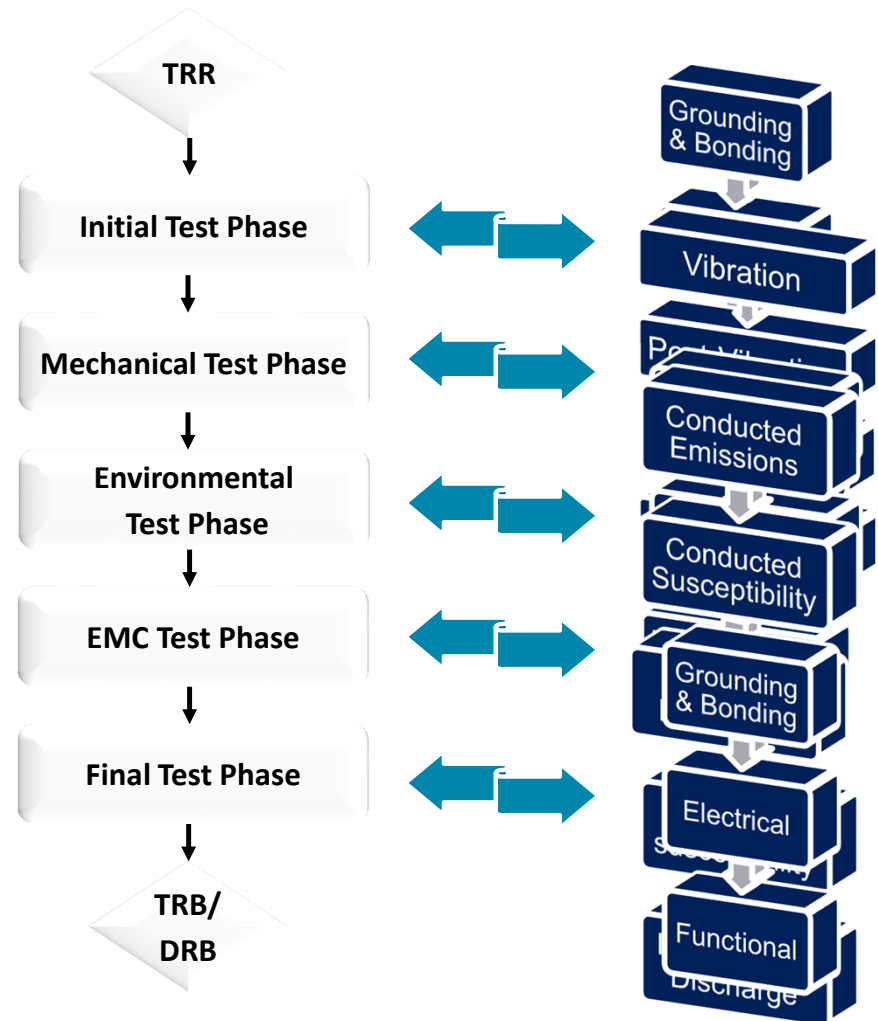 TRR
Initial Test Phase
Mechanical Test Phase
Environmental
Test Phase
EMC Test Phase
Final Test Phase
TRB/
DRB
Grounding
& Bonding
Vibration
Conducted
Emissions
Conducted
Susceptibility
Grounding
& Bonding
Electrical
Functional
Discharge